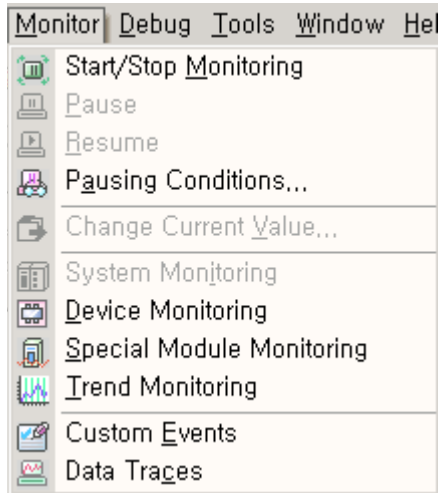 Monitor Debug Tools Window Hel
Start/Stop Monitoring
Pause
Resume
Pausing Conditions...
Change Current Value...
System Monitoring
Device Monitoring
Special Module Monitoring
Trend Monitoring
Custom Events
Data Traces